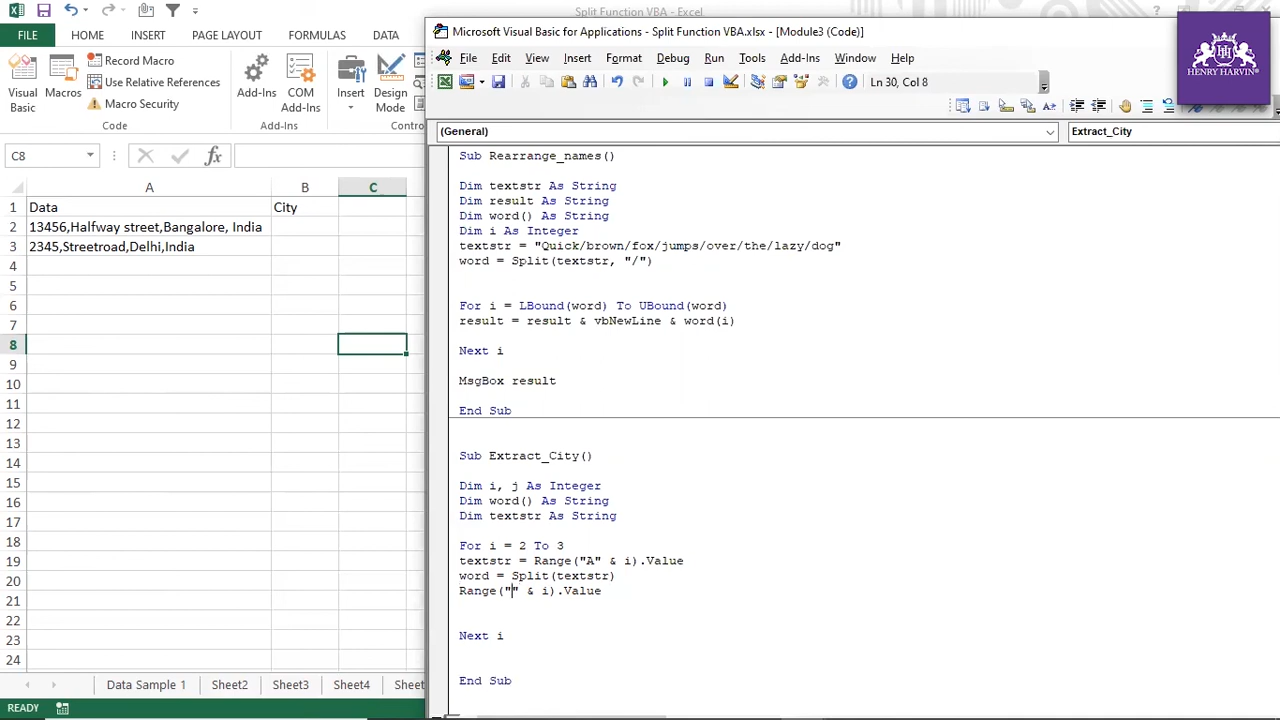 Split Function VBA - Excel
FILE HOME INSERT PAGE LAYOUT FORMULAS DATA
Visual Basic
Macros
Record Macro
Use Relative References
Macro Security
Code
Add-Ins
COM Add-Ins
Add-Ins
Insert
Design Mode
Contro
C8
fx
A B C
1 Data City
2 13456,Halfway street,Bangalore, India
3 2345,Streetroad,Delhi,India
4
5
6
7
8
9
10
11
12
13
14
15
16
17
18
19
20
21
22
23
24
Data Sample 1 Sheet2 Sheet3 Sheet4 Sheet
READY
Microsoft Visual Basic for Applications - Split Function VBA.xlsx - [Module3 (Code)]
File Edit View Insert Format Debug Run Tools Add-Ins Window Help
Ln 30, Col 8
(General) Extract_City
Sub Rearrange_names()
Dim textstr As String
Dim result As String
Dim word() As String
Dim i As Integer
textstr = "Quick/brown/fox/jumps/over/the/lazy/dog"
word = Split(textstr, "/")
For i = LBound(word) To UBound(word)
result = result & vbNewLine & word(i)
Next i
MsgBox result
End Sub
Sub Extract_City()
Dim i, j As Integer
Dim word() As String
Dim textstr As String
For i = 2 To 3
textstr = Range("A" & i).Value
word = Split(textstr)
Range("" & i).Value
Next i
End Sub
HENRY HARVIN®